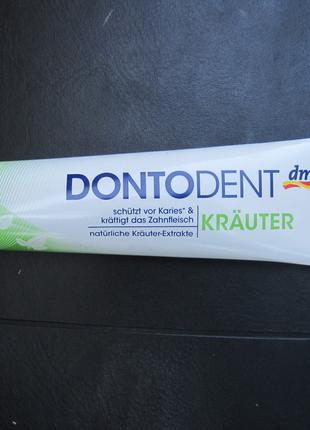 DONTODENT
dm
schützt vor Karies* &
kräftigt das Zahnfleisch
KRÄUTER
natürliche Kräuter-Extrakte